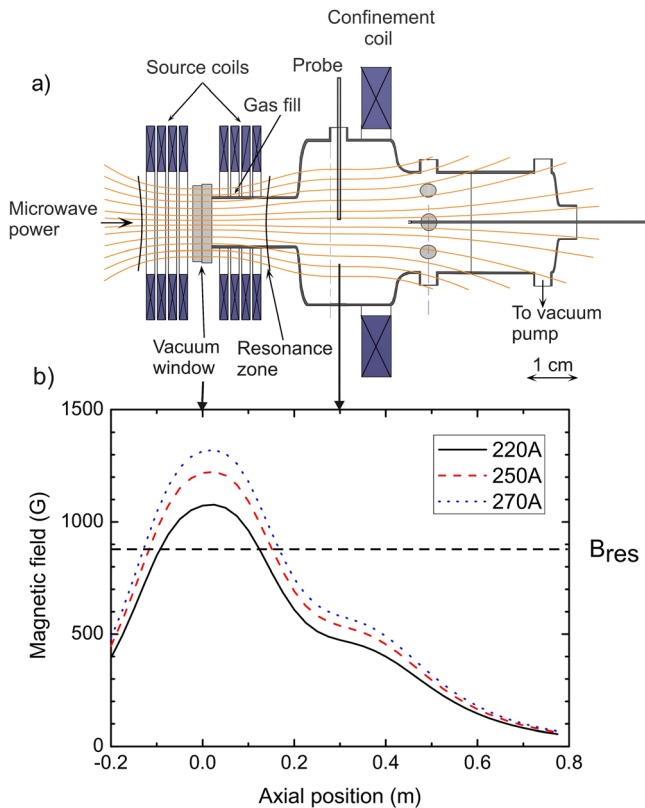 Confinement
coil
a)
Source coils
Probe
Gas fill
Microwave
power
To vacuum
pump
Vacuum
window
Resonance
zone
1 cm
b)
1500
1000
500
0
Magnetic field (G)
220A
250A
270A
Bres
-0.2 0.0 0.2 0.4 0.6 0.8
Axial position (m)